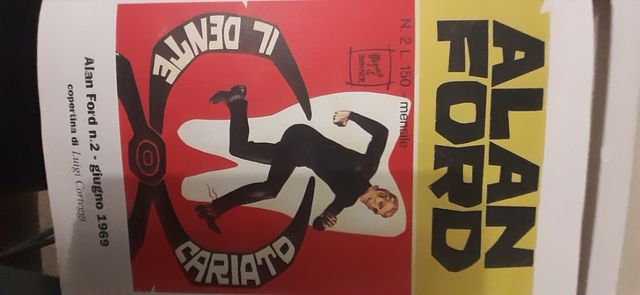 ALAN
FORD
N. 2 L. 150 - mensile
IL DENTE
CARIATO
Alan Ford n.2 - giugno 1969
copertina di Luigi Corteggi